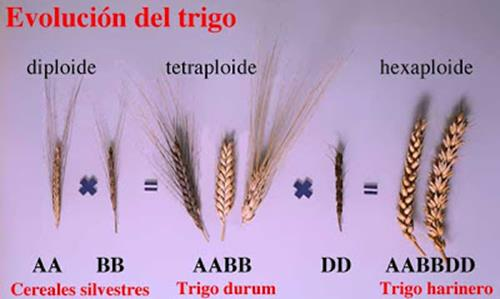 Evolución del trigo
diploide tetraploide hexaploide
× = × =
AA BB AABB DD AABBDD
Cereales silvestres Trigo durum Trigo harinero